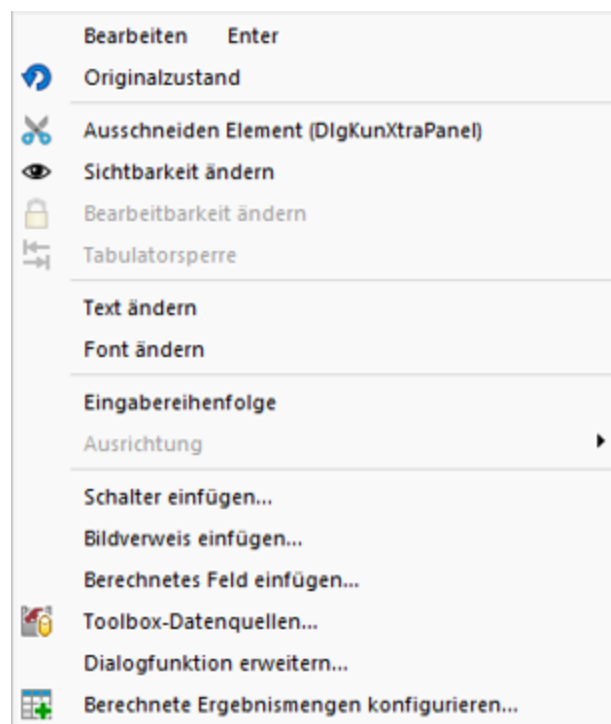 Bearbeiten Enter
Originalzustand
Ausschneiden Element (DlgKunXtraPanel)
Sichtbarkeit ändern
Bearbeitbarkeit ändern
Tabulatorsperre
Text ändern
Font ändern
Eingabereihenfolge
Ausrichtung
Schalter einfügen...
Bildverweis einfügen...
Berechnetes Feld einfügen...
Toolbox-Datenquellen...
Dialogfunktion erweitern...
Berechnete Ergebnismengen konfigurieren...